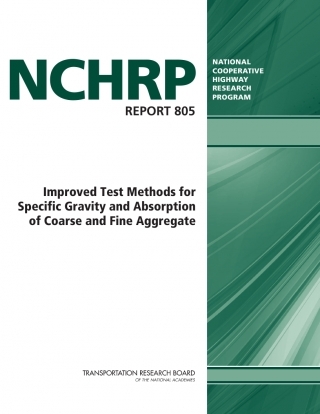 NCHRP
REPORT 805
NATIONAL
COOPERATIVE
HIGHWAY
RESEARCH
PROGRAM
Improved Test Methods for
Specific Gravity and Absorption
of Coarse and Fine Aggregate
TRANSPORTATION RESEARCH BOARD
OF THE NATIONAL ACADEMIES